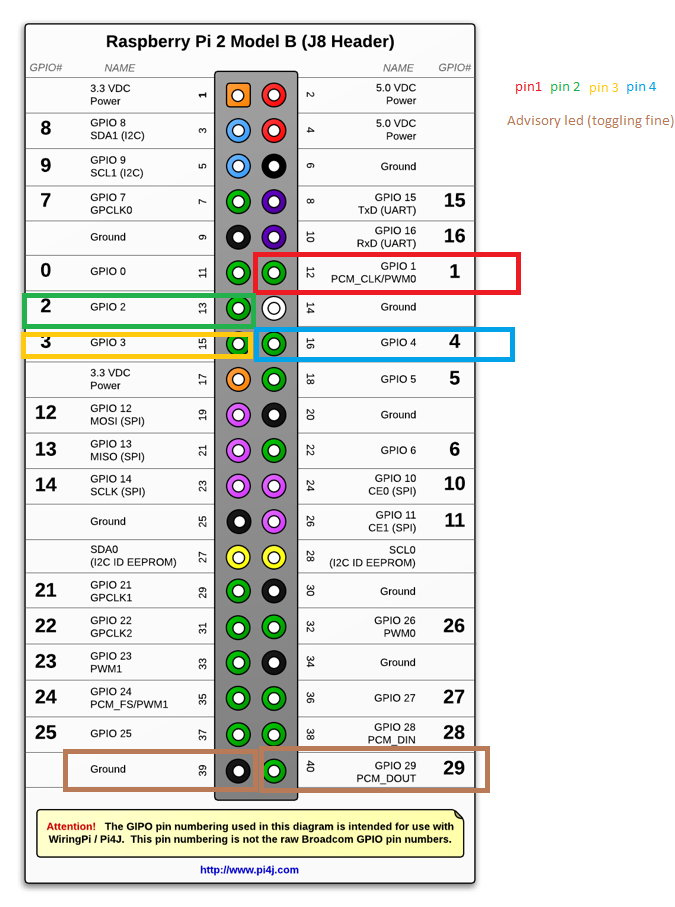 Raspberry Pi 2 Model B (J8 Header)
GPIO# NAME NAME GPIO#
3.3 VDC Power 1 2 5.0 VDC Power
8 GPIO 8 SDA1 (I2C) 3 4 5.0 VDC Power
9 GPIO 9 SCL1 (I2C) 5 6 Ground
7 GPIO 7 GPCLK0 7 8 GPIO 15 TxD (UART) 15
Ground 9 10 GPIO 16 RxD (UART) 16
0 GPIO 0 11 12 GPIO 1 PCM_CLK/PWM0 1
2 GPIO 2 13 14 Ground
3 GPIO 3 15 16 GPIO 4 4
3.3 VDC Power 17 18 GPIO 5 5
12 GPIO 12 MOSI (SPI) 19 20 Ground
13 GPIO 13 MISO (SPI) 21 22 GPIO 6 6
14 GPIO 14 SCLK (SPI) 23 24 GPIO 10 CE0 (SPI) 10
Ground 25 26 GPIO 11 CE1 (SPI) 11
SDA0 (I2C ID EEPROM) 27 28 SCL0 (I2C ID EEPROM)
21 GPIO 21 GPCLK1 29 30 Ground
22 GPIO 22 GPCLK2 31 32 GPIO 26 PWM0 26
23 GPIO 23 PWM1 33 34 Ground
24 GPIO 24 PCM_FS/PWM1 35 36 GPIO 27 27
25 GPIO 25 37 38 GPIO 28 PCM_DIN 28
Ground 39 40 GPIO 29 PCM_DOUT 29
Attention! The GIPO pin numbering used in this diagram is intended for use with
WiringPi / Pi4J. This pin numbering is not the raw Broadcom GPIO pin numbers.
http://www.pi4j.com
pin1 pin 2 pin 3 pin 4
Advisory led (toggling fine)